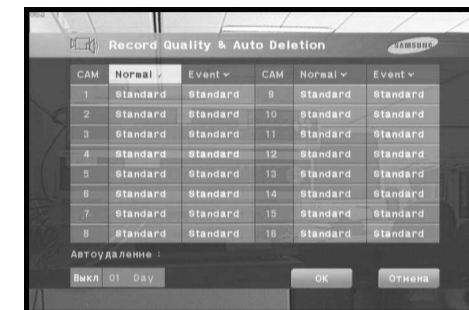 Record Quality & Auto Deletion SAMSUNG
CAM Normal Event CAM Normal Event
1 Standard Standard 9 Standard Standard
2 Standard Standard 10 Standard Standard
3 Standard Standard 11 Standard Standard
4 Standard Standard 12 Standard Standard
5 Standard Standard 13 Standard Standard
6 Standard Standard 14 Standard Standard
7 Standard Standard 15 Standard Standard
8 Standard Standard 16 Standard Standard
Автоудаление :
Выкл 01 Day OK Отмена